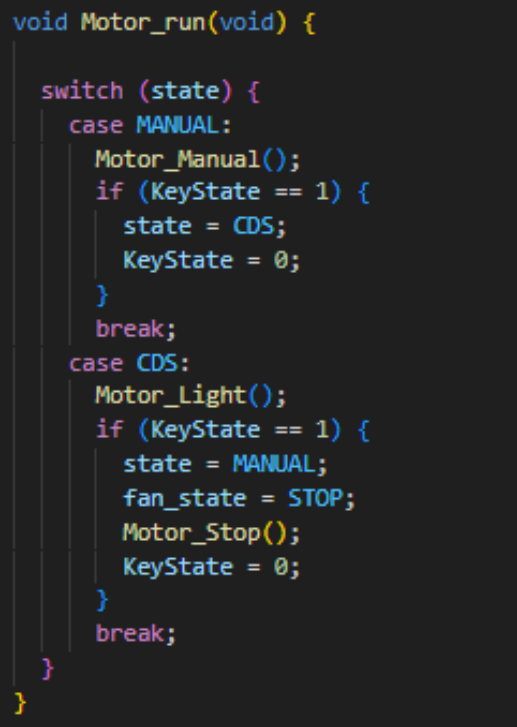 void Motor_run(void) {
switch (state) {
case MANUAL:
Motor_Manual();
if (KeyState == 1) {
state = CDS;
KeyState = 0;
}
break;
case CDS:
Motor_Light();
if (KeyState == 1) {
state = MANUAL;
fan_state = STOP;
Motor_Stop();
KeyState = 0;
}
break;
}
}